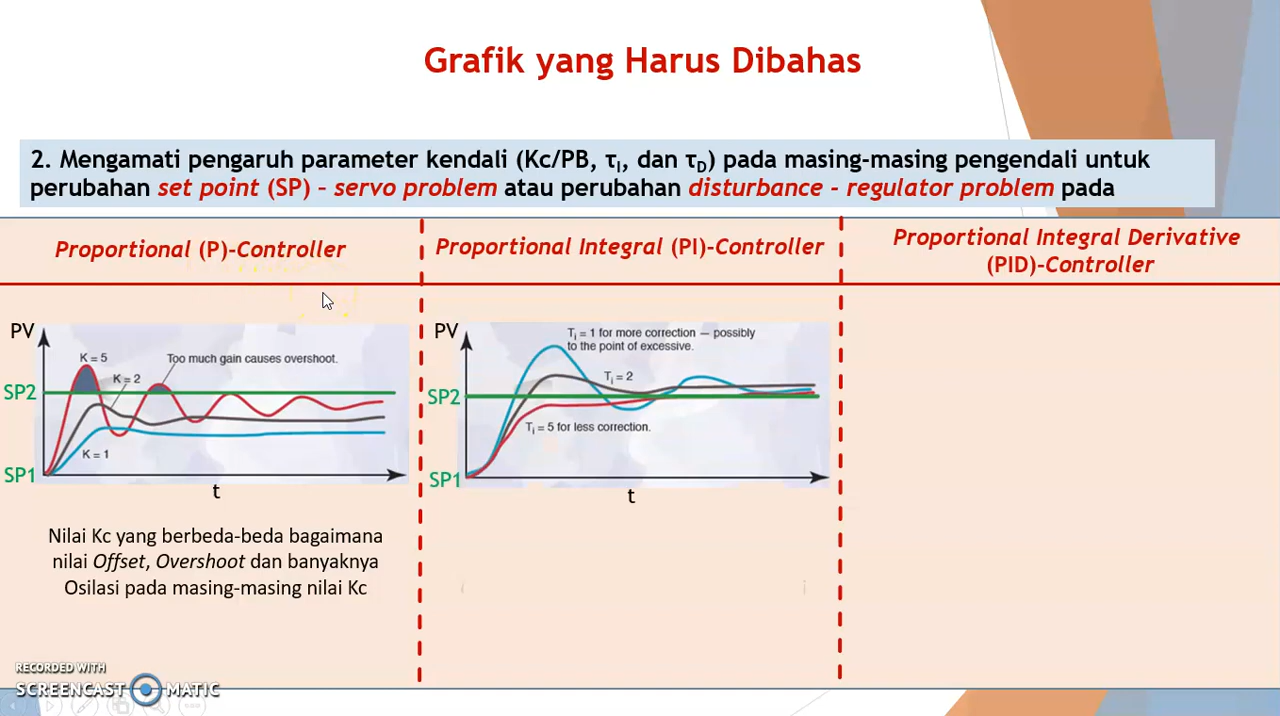 Grafik yang Harus Dibahas
2. Mengamati pengaruh parameter kendali (Kc/PB, τI, dan τD) pada masing-masing pengendali untuk
perubahan set point (SP) – servo problem atau perubahan disturbance - regulator problem pada
Proportional (P)-Controller
PV
K = 5
Too much gain causes overshoot.
K = 2
SP2
K = 1
SP1
t
Nilai Kc yang berbeda-beda bagaimana
nilai Offset, Overshoot dan banyaknya
Osilasi pada masing-masing nilai Kc
Proportional Integral (PI)-Controller
PV
Ti = 1 for more correction — possibly
to the point of excessive.
Ti = 2
SP2
Ti = 5 for less correction.
SP1
t
Proportional Integral Derivative
(PID)-Controller
RECORDED WITH
SCREENCAST MATIC